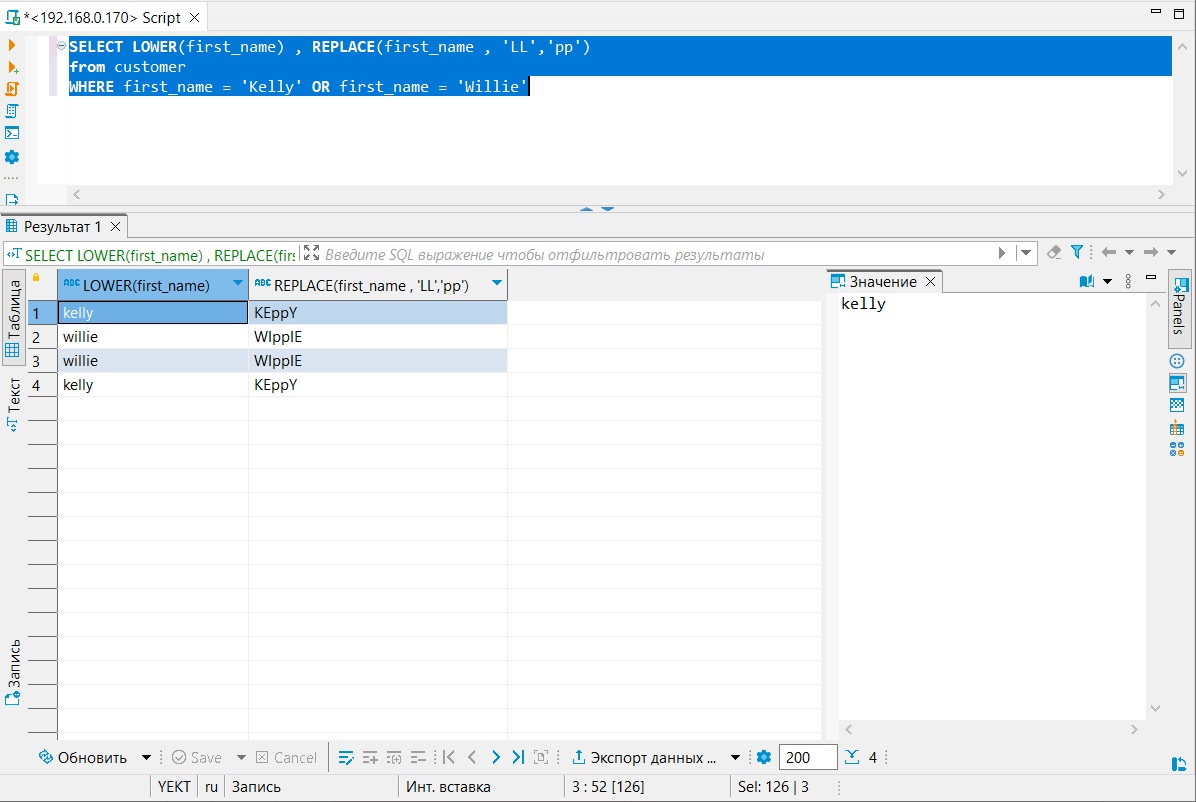 *<192.168.0.170> Script
SELECT LOWER(first_name) , REPLACE(first_name , 'LL','pp')
from customer
WHERE first_name = 'Kelly' OR first_name = 'Willie'
Результат 1
SELECT LOWER(first_name) , REPLACE(firs
Введите SQL выражение чтобы отфильтровать результаты
Таблица
Текст
Запись
ABC LOWER(first_name)
ABC REPLACE(first_name , 'LL','pp')
1 kelly KEppY
2 willie WIppIE
3 willie WIppIE
4 kelly KEppY
Значение
kelly
Panels
Обновить Save Cancel Экспорт данных ... 200 4
YEKT ru Запись Инт. вставка 3 : 52 [126] Sel: 126 | 3